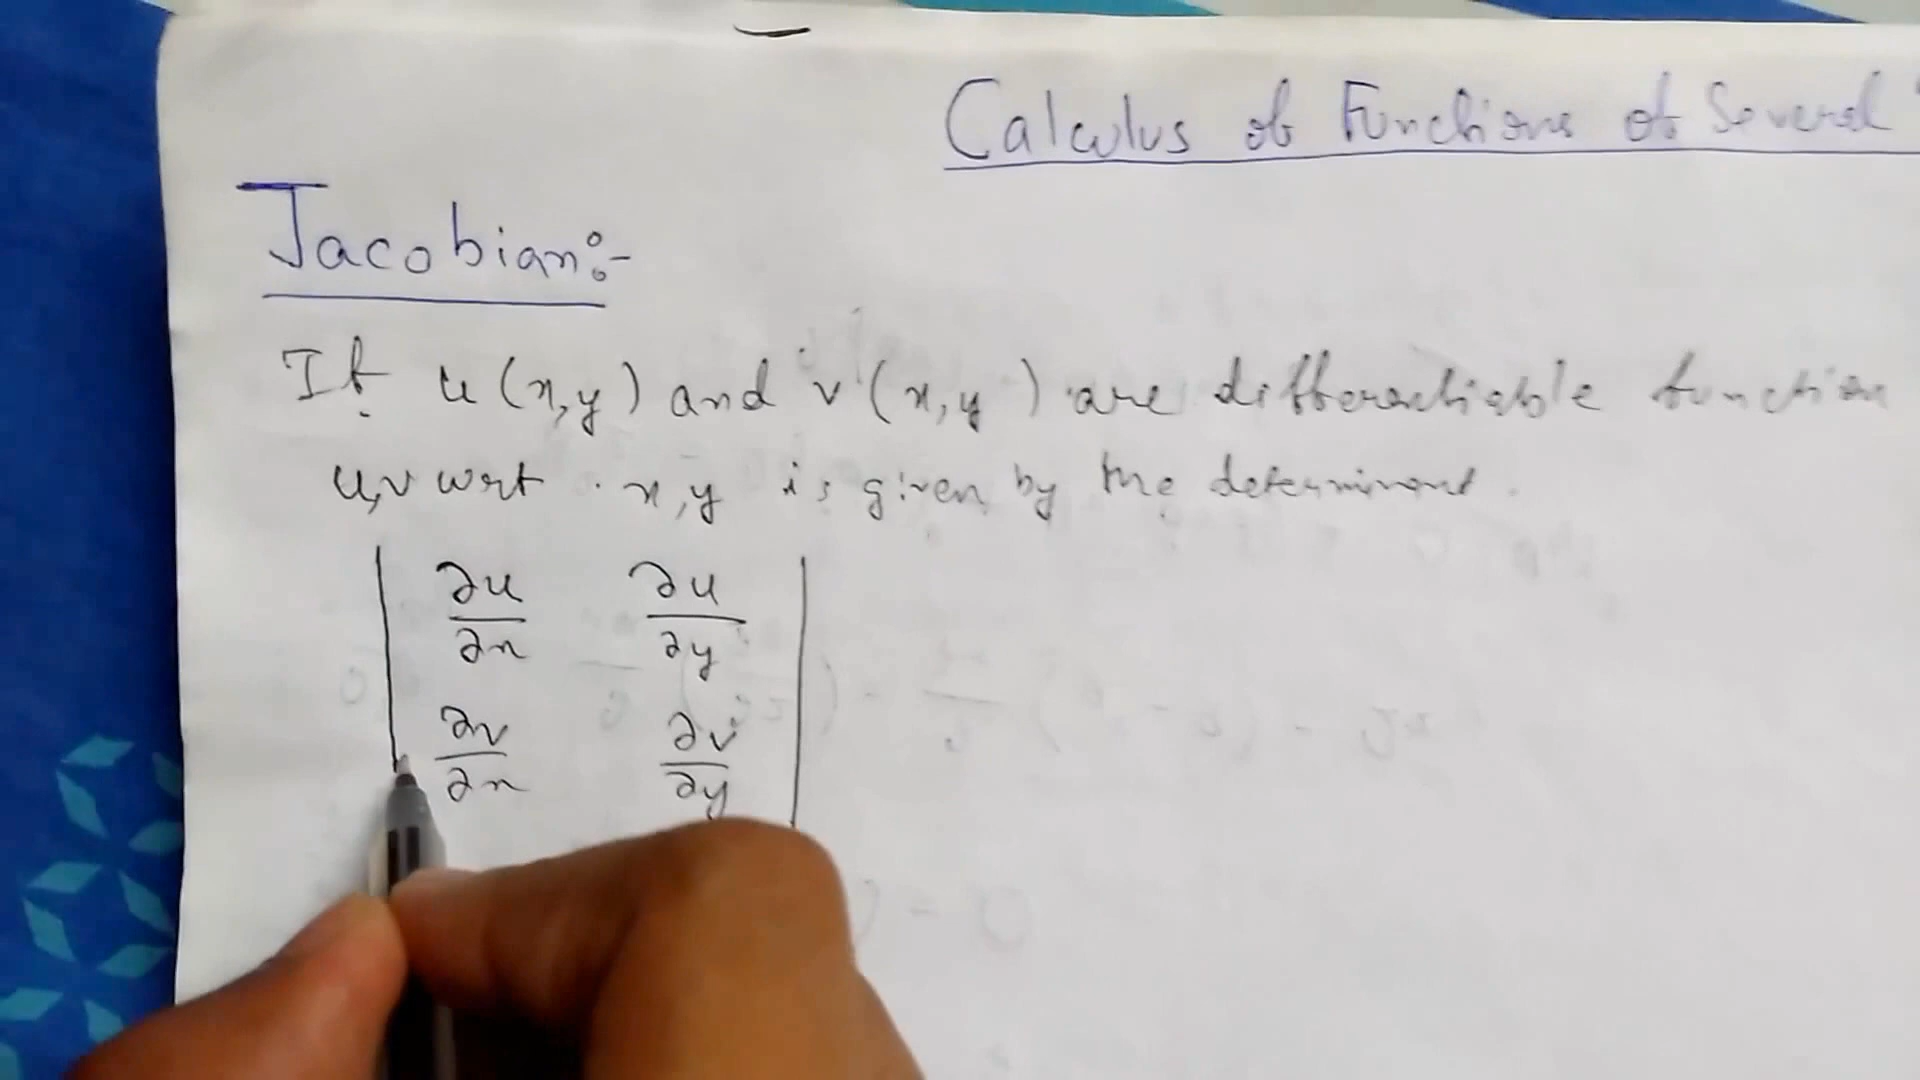 Calculus of Functions of Several
Jacobian:-
If u(x,y) and v(x,y) are differentiable function
u,v wrt x,y is given by the determinant.
∂u/∂x ∂u/∂y
∂v/∂x ∂v/∂y